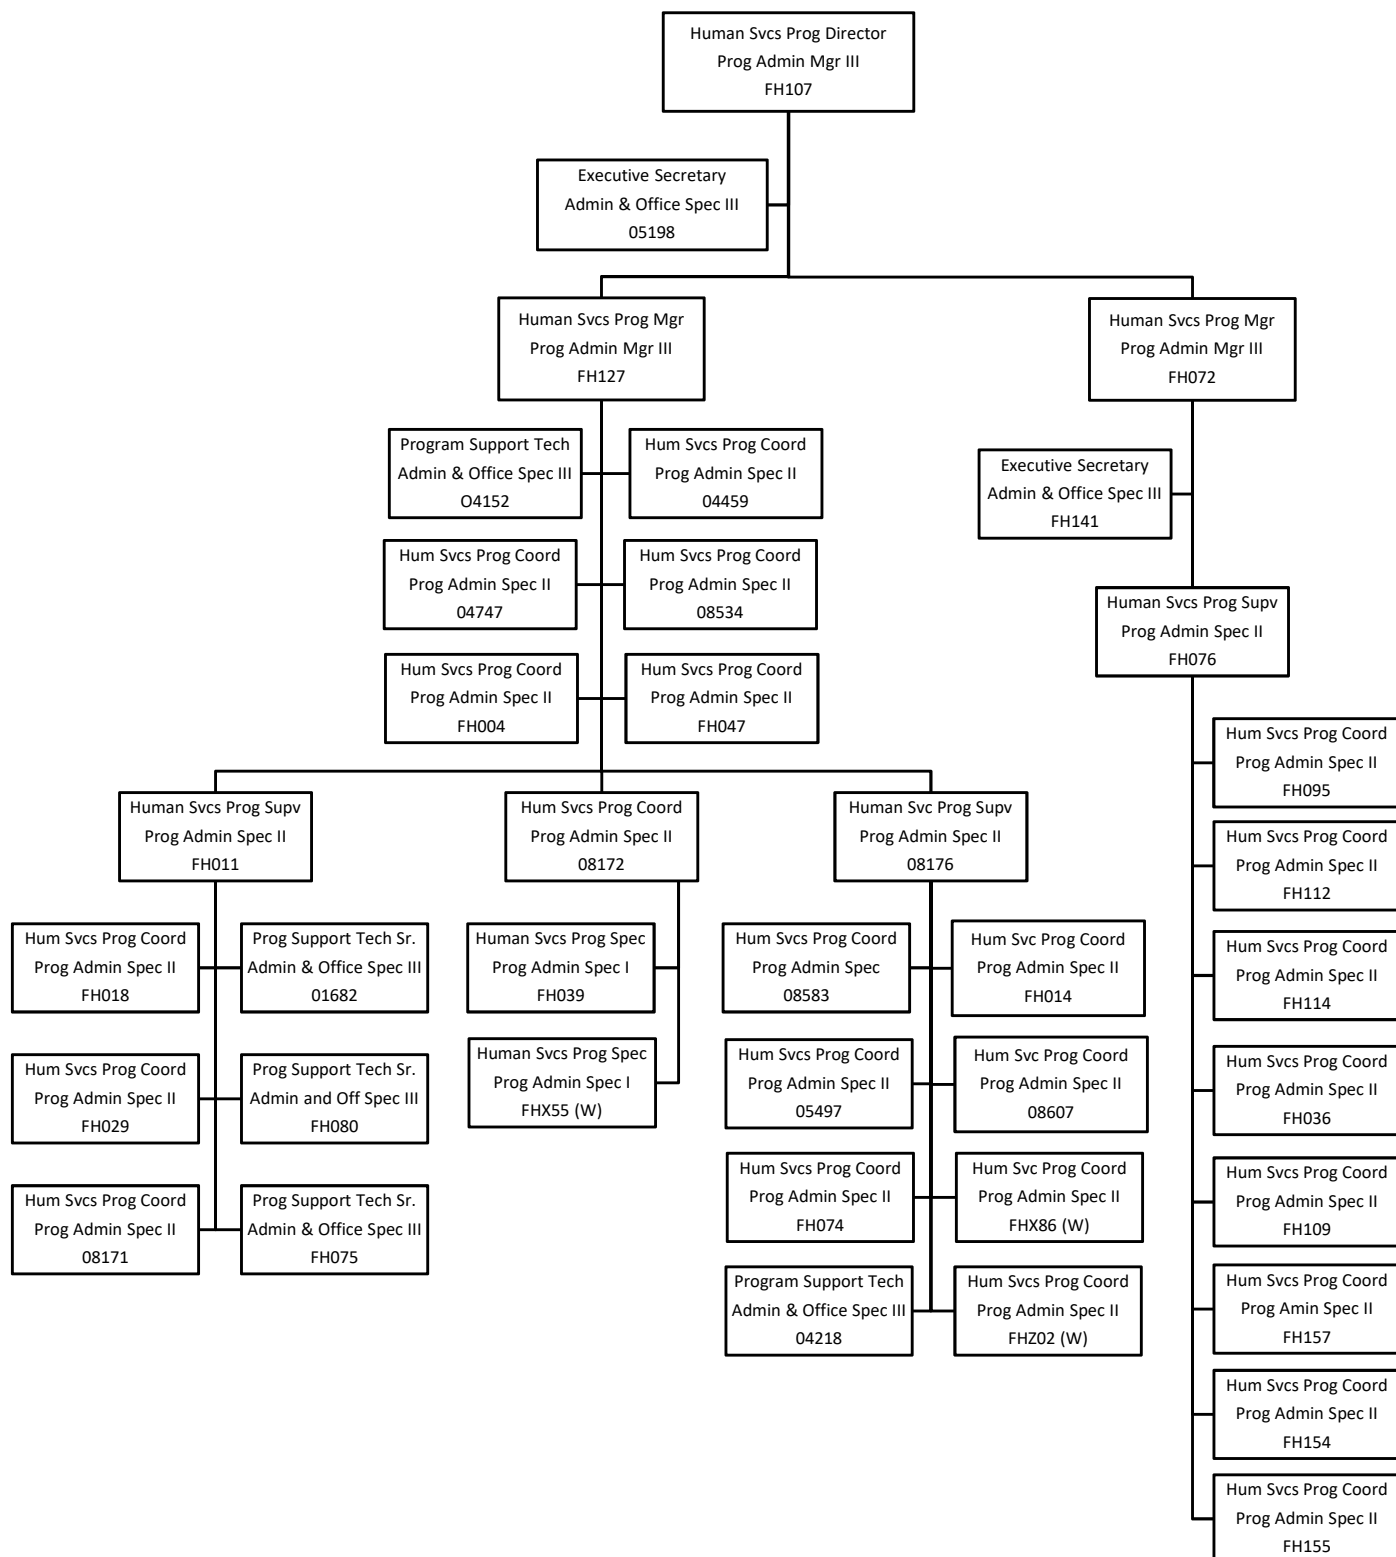 Human Svcs Prog Director
Prog Admin Mgr III
FH107
Executive Secretary
Admin & Office Spec III
05198
Human Svcs Prog Mgr
Prog Admin Mgr III
FH127
Human Svcs Prog Mgr
Prog Admin Mgr III
FH072
Program Support Tech
Admin & Office Spec III
O4152
Hum Svcs Prog Coord
Prog Admin Spec II
04459
Executive Secretary
Admin & Office Spec III
FH141
Hum Svcs Prog Coord
Prog Admin Spec II
04747
Hum Svcs Prog Coord
Prog Admin Spec II
08534
Human Svcs Prog Supv
Prog Admin Spec II
FH076
Hum Svcs Prog Coord
Prog Admin Spec II
FH004
Hum Svcs Prog Coord
Prog Admin Spec II
FH047
Human Svcs Prog Supv
Prog Admin Spec II
FH011
Hum Svcs Prog Coord
Prog Admin Spec II
08172
Human Svc Prog Supv
Prog Admin Spec II
08176
Hum Svcs Prog Coord
Prog Admin Spec II
FH018
Prog Support Tech Sr.
Admin & Office Spec III
01682
Hum Svcs Prog Coord
Prog Admin Spec II
FH029
Prog Support Tech Sr.
Admin and Off Spec III
FH080
Hum Svcs Prog Coord
Prog Admin Spec II
08171
Prog Support Tech Sr.
Admin & Office Spec III
FH075
Human Svcs Prog Spec
Prog Admin Spec I
FH039
Human Svcs Prog Spec
Prog Admin Spec I
FHX55 (W)
Hum Svcs Prog Coord
Prog Admin Spec
08583
Hum Svc Prog Coord
Prog Admin Spec II
FH014
Hum Svcs Prog Coord
Prog Admin Spec II
05497
Hum Svc Prog Coord
Prog Admin Spec II
08607
Hum Svcs Prog Coord
Prog Admin Spec II
FH074
Hum Svc Prog Coord
Prog Admin Spec II
FHX86 (W)
Program Support Tech
Admin & Office Spec III
04218
Hum Svcs Prog Coord
Prog Admin Spec II
FHZ02 (W)
Hum Svcs Prog Coord
Prog Admin Spec II
FH095
Hum Svcs Prog Coord
Prog Admin Spec II
FH112
Hum Svcs Prog Coord
Prog Admin Spec II
FH114
Hum Svcs Prog Coord
Prog Admin Spec II
FH036
Hum Svcs Prog Coord
Prog Admin Spec II
FH109
Hum Svcs Prog Coord
Prog Amin Spec II
FH157
Hum Svcs Prog Coord
Prog Admin Spec II
FH154
Hum Svcs Prog Coord
Prog Admin Spec II
FH155